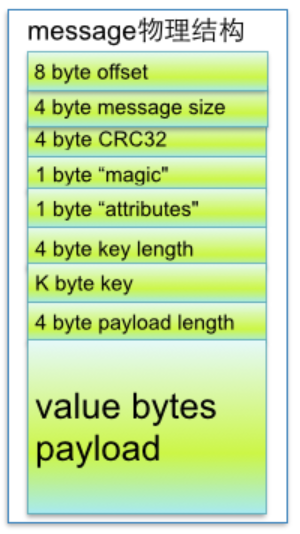 message物理结构
8 byte offset
4 byte message size
4 byte CRC32
1 byte “magic"
1 byte “attributes"
4 byte key length
K byte key
4 byte payload length
value bytes
payload